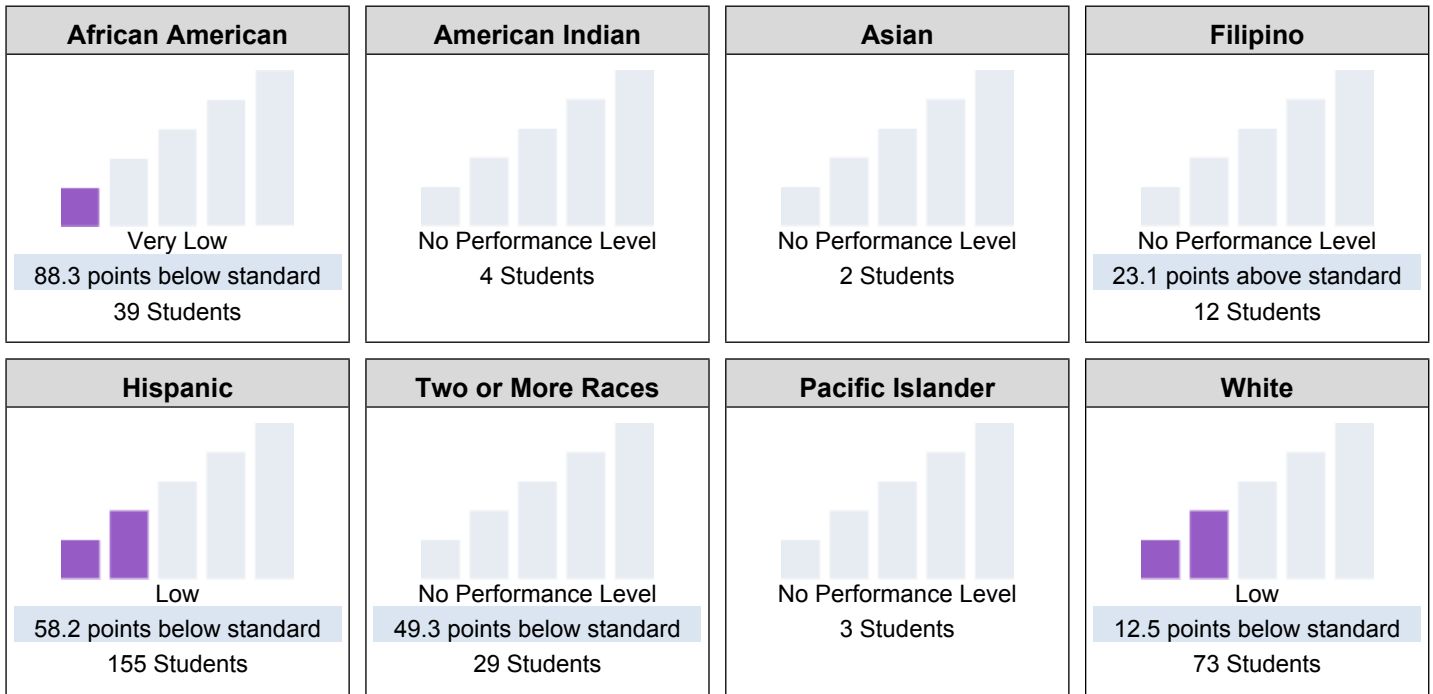 African American
Very Low
88.3 points below standard
39 Students
American Indian
No Performance Level
4 Students
Asian
No Performance Level
2 Students
Filipino
No Performance Level
23.1 points above standard
12 Students
Hispanic
Low
58.2 points below standard
155 Students
Two or More Races
No Performance Level
49.3 points below standard
29 Students
Pacific Islander
No Performance Level
3 Students
White
Low
12.5 points below standard
73 Students